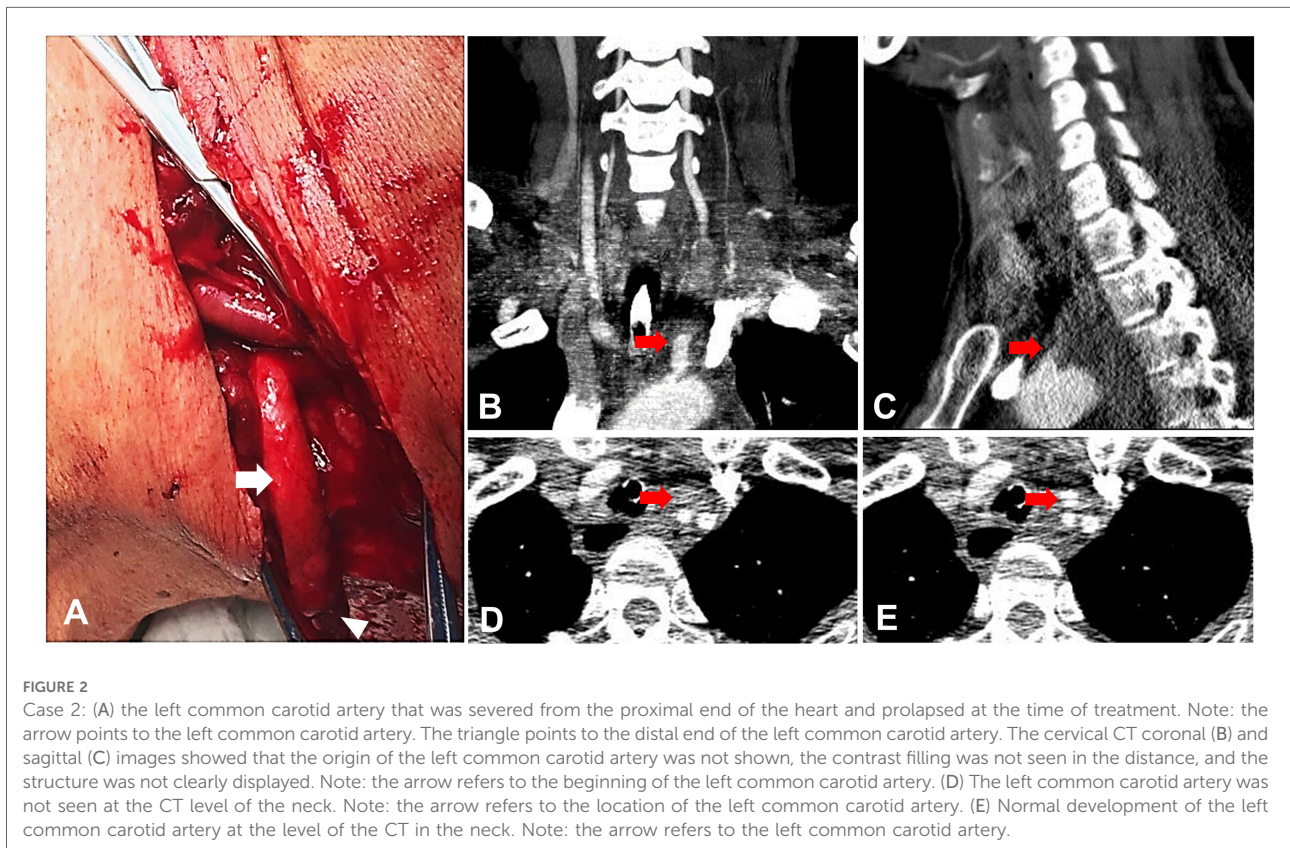 A
B
C
D
E
FIGURE 2
Case 2: (A) the left common carotid artery that was severed from the proximal end of the heart and prolapsed at the time of treatment. Note: the
arrow points to the left common carotid artery. The triangle points to the distal end of the left common carotid artery. The cervical CT coronal (B) and
sagittal (C) images showed that the origin of the left common carotid artery was not shown, the contrast filling was not seen in the distance, and the
structure was not clearly displayed. Note: the arrow refers to the beginning of the left common carotid artery. (D) The left common carotid artery was
not seen at the CT level of the neck. Note: the arrow refers to the location of the left common carotid artery. (E) Normal development of the left
common carotid artery at the level of the CT in the neck. Note: the arrow refers to the left common carotid artery.